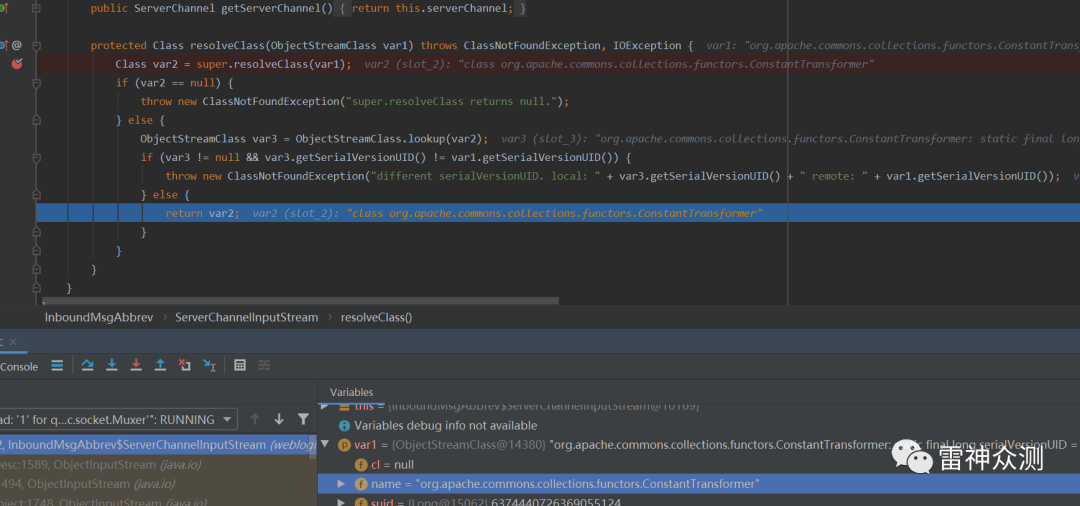 public ServerChannel getServerChannel() { return this.serverChannel; }
protected Class resolveClass(ObjectStreamClass var1) throws ClassNotFoundException, IOException { var1: "org.apache.commons.collections.functors.ConstantTrans
Class var2 = super.resolveClass(var1); var2 (slot_2): "class org.apache.commons.collections.functors.ConstantTransformer"
if (var2 == null) {
throw new ClassNotFoundException("super.resolveClass returns null.");
} else {
ObjectStreamClass var3 = ObjectStreamClass.lookup(var2); var3 (slot_3): "org.apache.commons.collections.functors.ConstantTransformer: static final lon
if (var3 != null && var3.getSerialVersionUID() != var1.getSerialVersionUID()) {
throw new ClassNotFoundException("different serialVersionUID. local: " + var3.getSerialVersionUID() + " remote: " + var1.getSerialVersionUID());
} else {
return var2; var2 (slot_2): "class org.apache.commons.collections.functors.ConstantTransformer"
}
}
}
}
InboundMsgAbbrev › ServerChannelInputStream › resolveClass()
Console
Variables
ad: '1' for q...c.socket.Muxer'": RUNNING
this = {InboundMsgAbbrev$ServerChannelInputStream@10169}
Variables debug info not available
2, InboundMsgAbbrev$ServerChannelInputStream (weblogi
var1 = {ObjectStreamClass@14380} "org.apache.commons.collections.functors.ConstantTransformer: static final long serialVersionUID =
esc:1589, ObjectInputStream (java.io)
cl = null
494, ObjectInputStream (java.io)
name = "org.apache.commons.collections.functors.ConstantTransformer"
bject:1748, ObjectInputStream (java.io)
suid = {Long@15062} 6374440726369055124
雷神众测